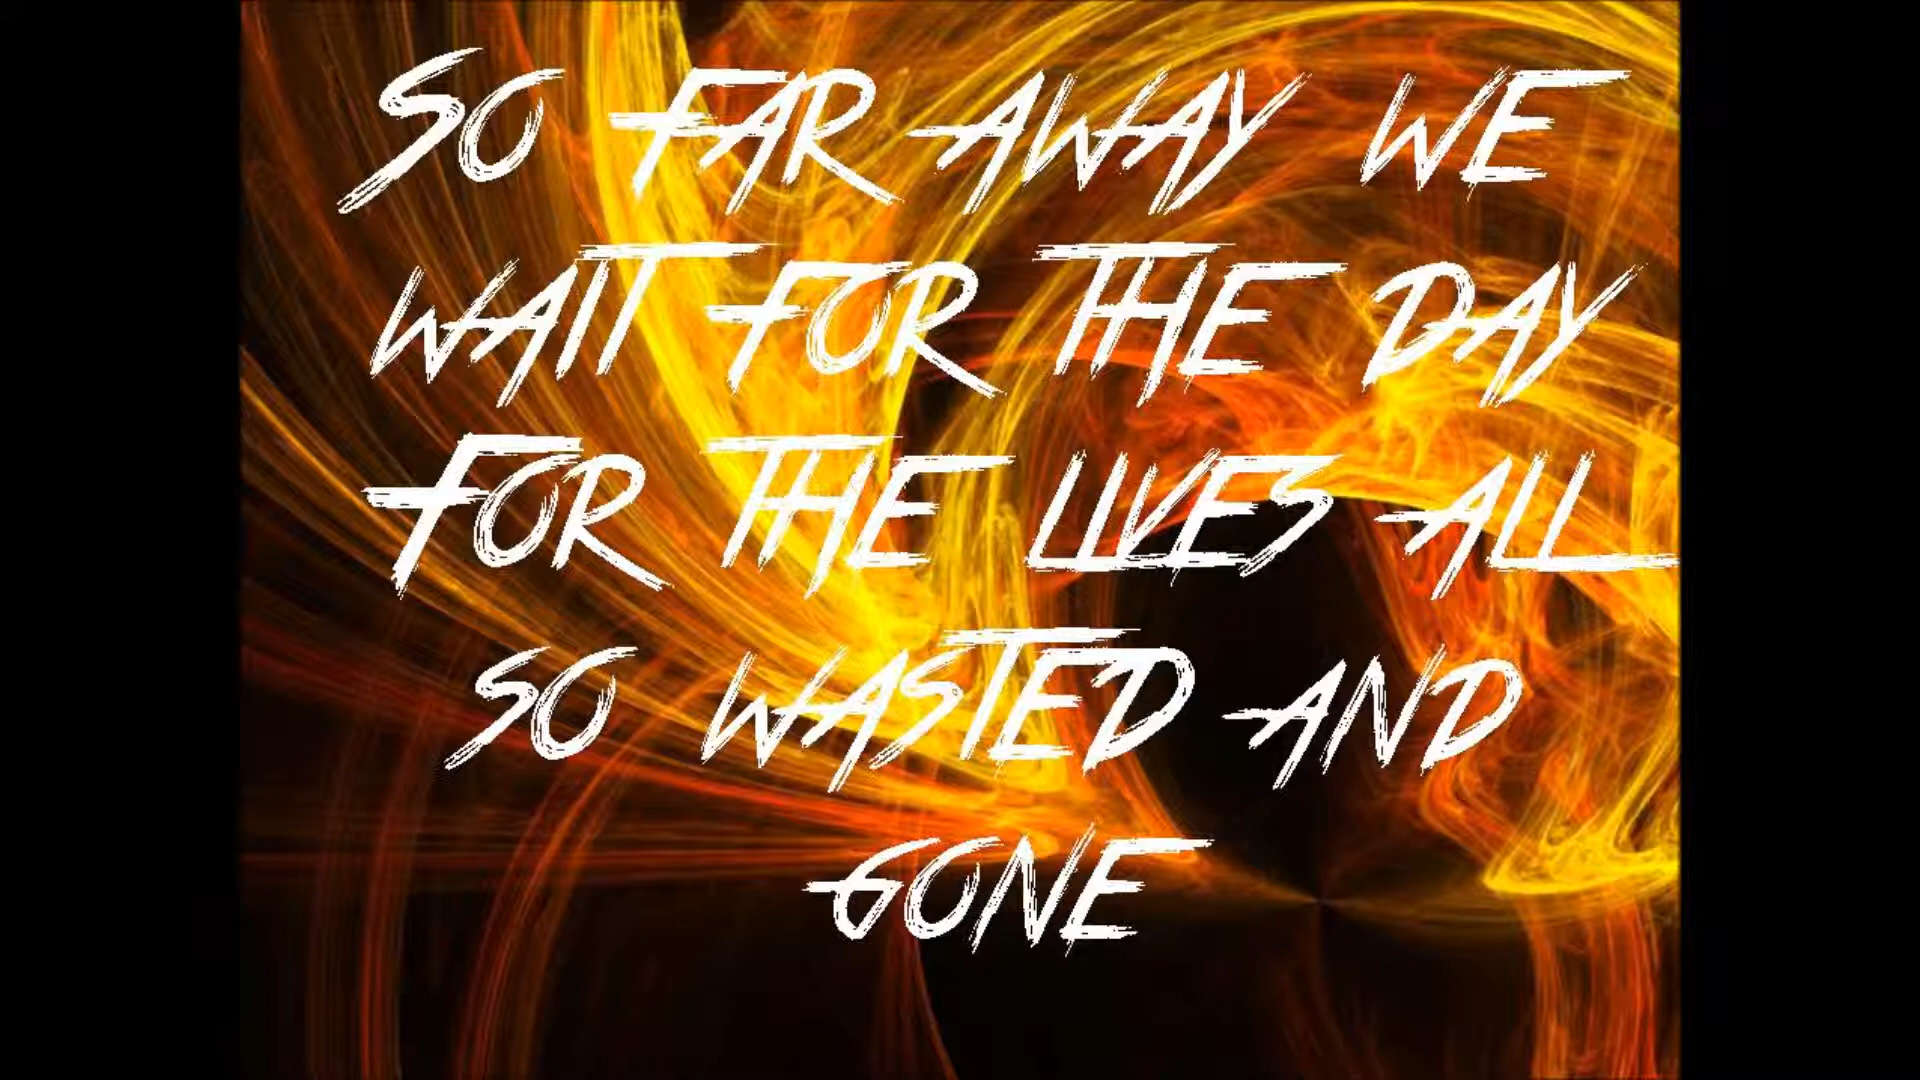 SO FAR AWAY WE
WAIT FOR THE DAY
FOR THE LIVES ALL
SO WASTED AND
GONE